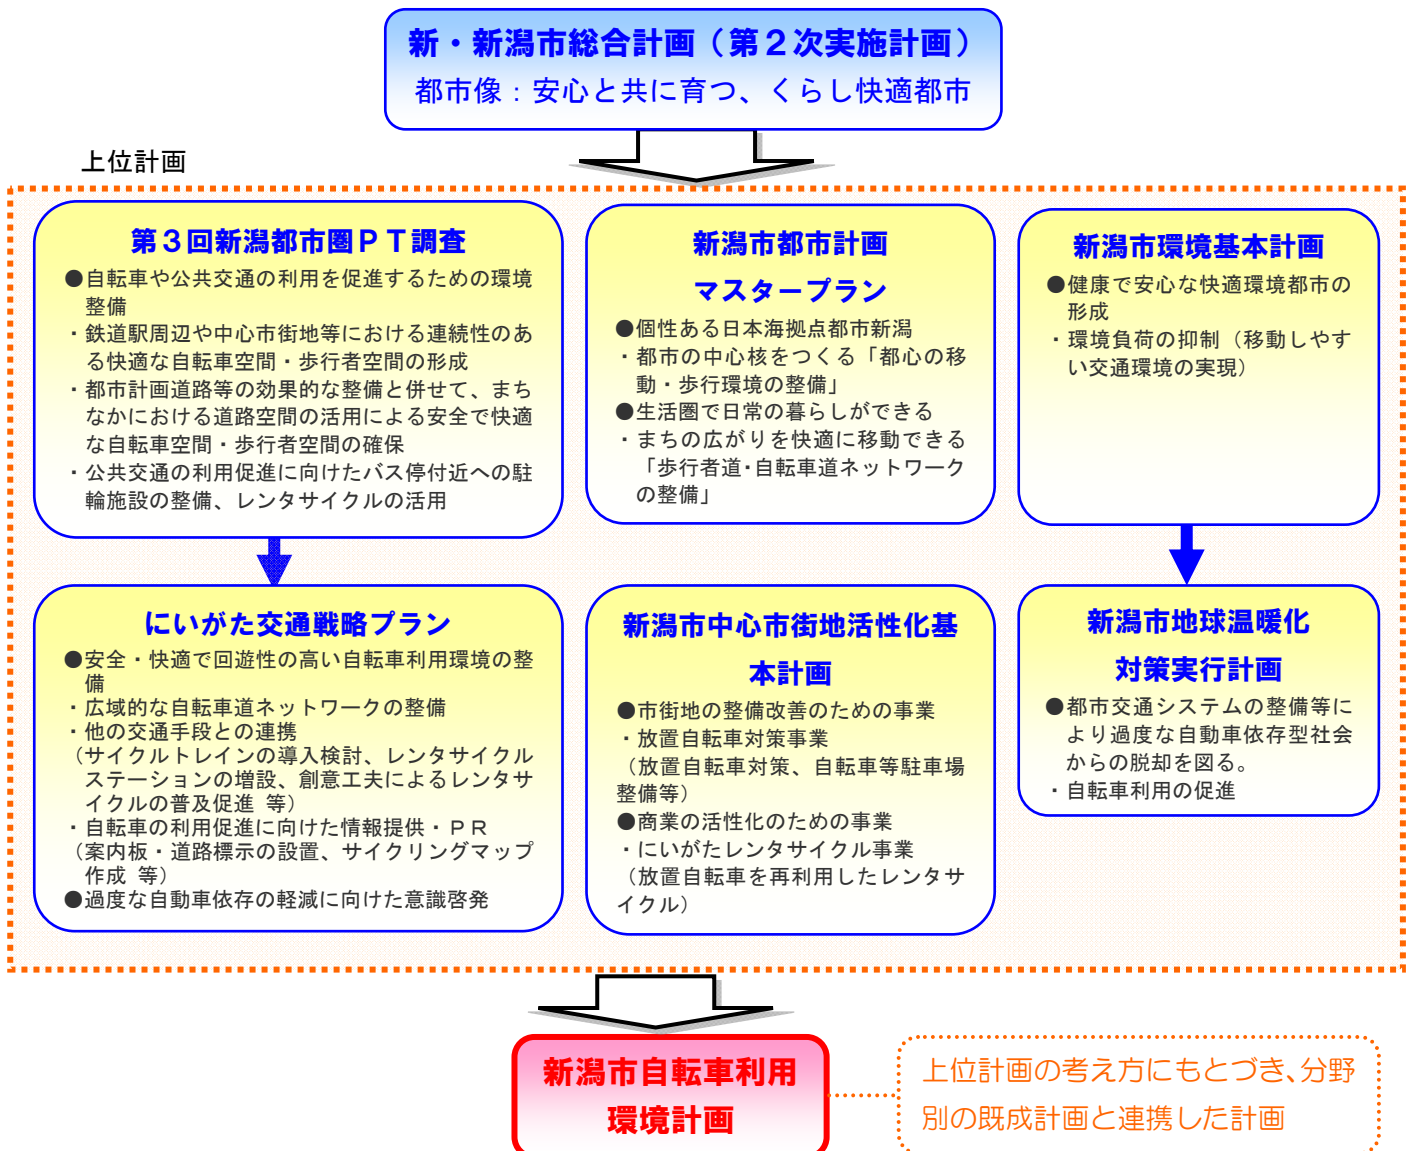 新・新潟市総合計画（第２次実施計画）
都市像：安心と共に育つ、くらし快適都市
上位計画
第３回新潟都市圏ＰＴ調査
●自転車や公共交通の利用を促進するための環境
整備
・鉄道駅周辺や中心市街地等における連続性のあ
る快適な自転車空間・歩行者空間の形成
・都市計画道路等の効果的な整備と併せて、まち
なかにおける道路空間の活用による安全で快適
な自転車空間・歩行者空間の確保
・公共交通の利用促進に向けたバス停付近への駐
輪施設の整備、レンタサイクルの活用
新潟市都市計画
マスタープラン
●個性ある日本海拠点都市新潟
・都市の中心核をつくる「都心の移
動・歩行環境の整備」
●生活圏で日常の暮らしができる
・まちの広がりを快適に移動できる
「歩行者道・自転車道ネットワーク
の整備」
新潟市環境基本計画
●健康で安心な快適環境都市の
形成
・環境負荷の抑制（移動しやす
い交通環境の実現）
にいがた交通戦略プラン
●安全・快適で回遊性の高い自転車利用環境の整
備
・広域的な自転車道ネットワークの整備
・他の交通手段との連携
（サイクルトレインの導入検討、レンタサイクル
ステーションの増設、創意工夫によるレンタサ
イクルの普及促進 等）
・自転車の利用促進に向けた情報提供・ＰＲ
（案内板・道路標示の設置、サイクリングマップ
作成 等）
●過度な自動車依存の軽減に向けた意識啓発
新潟市中心市街地活性化基
本計画
●市街地の整備改善のための事業
・放置自転車対策事業
（放置自転車対策、自転車等駐車場
整備等）
●商業の活性化のための事業
・にいがたレンタサイクル事業
（放置自転車を再利用したレンタサ
イクル）
新潟市地球温暖化
対策実行計画
●都市交通システムの整備等に
より過度な自動車依存型社会
からの脱却を図る。
・自転車利用の促進
新潟市自転車利用
環境計画
上位計画の考え方にもとづき、分野
別の既成計画と連携した計画